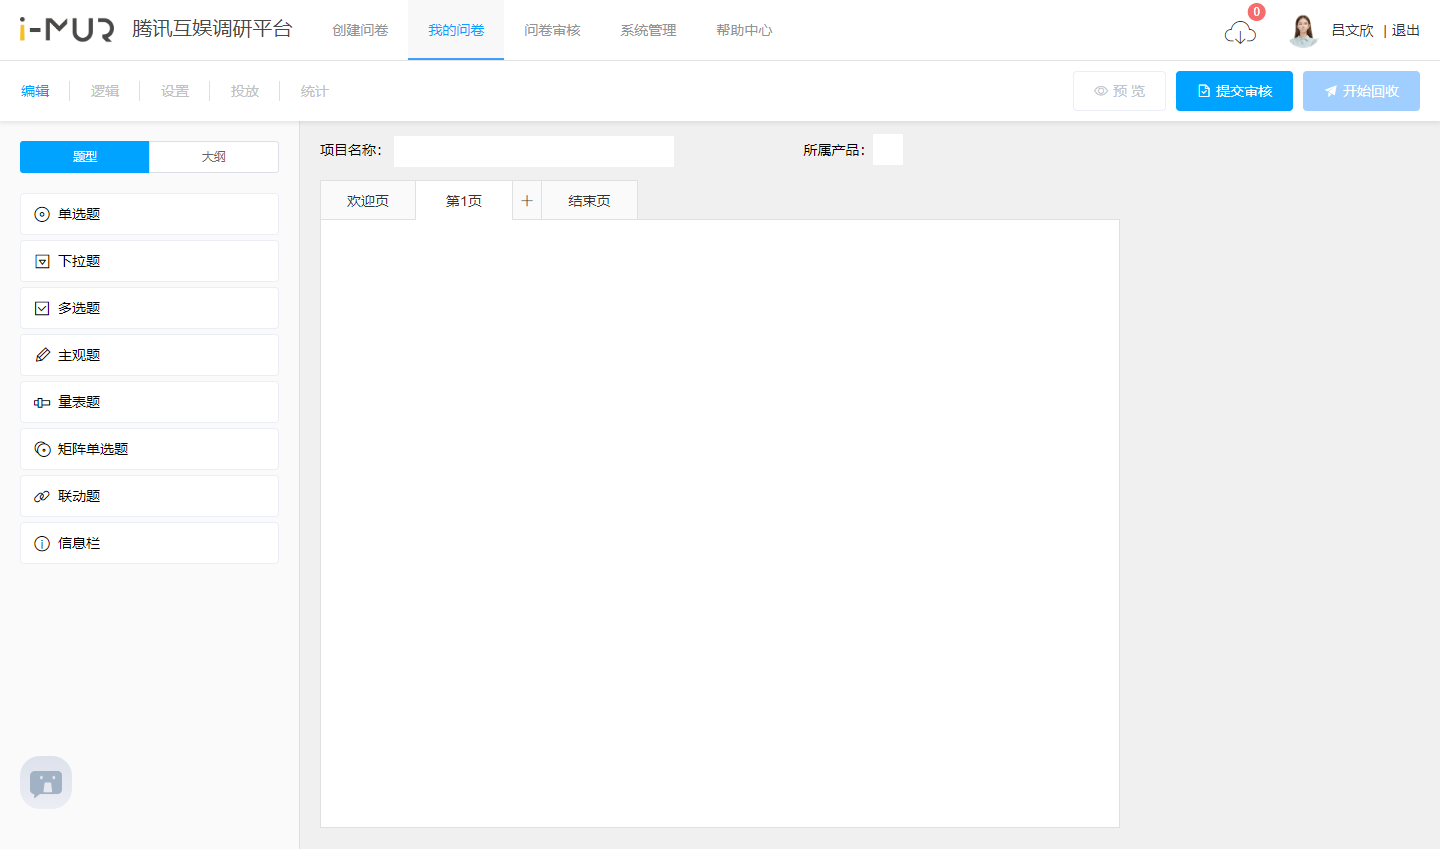 i-MUR 腾讯互娱调研平台 创建问卷 我的问卷 问卷审核 系统管理 帮助中心 0 吕文欣 | 退出
编辑 逻辑 设置 投放 统计 预 览 提交审核 开始回收
题型 大纲
项目名称： 所属产品：
欢迎页 第1页 + 结束页
单选题
下拉题
多选题
主观题
量表题
矩阵单选题
联动题
信息栏